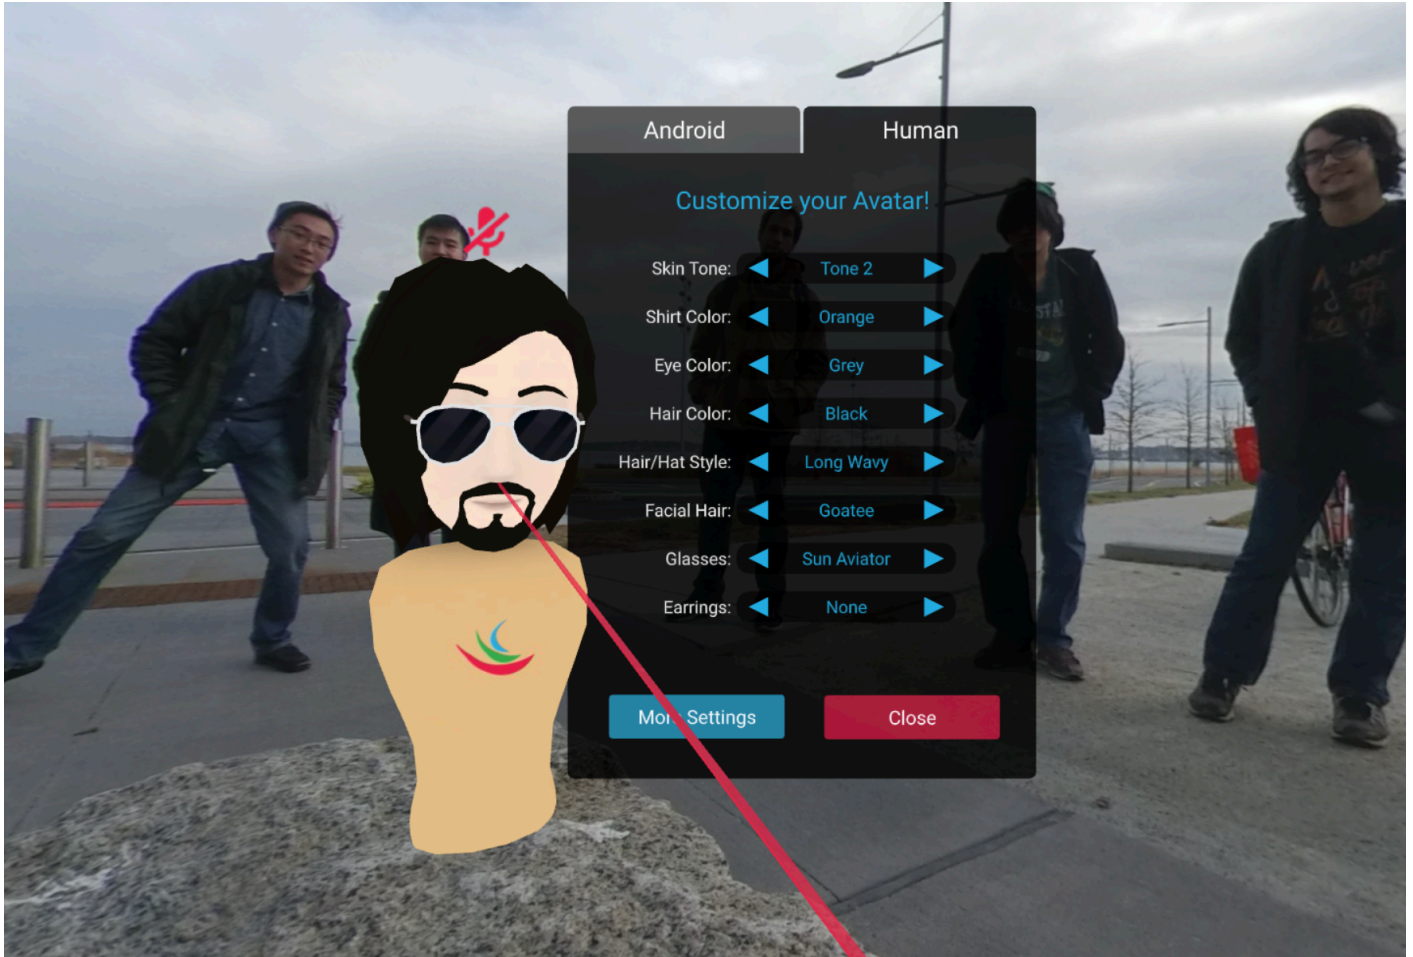 Android
Human
Customize your Avatar!
Skin Tone: Tone 2
Shirt Color: Orange
Eye Color: Grey
Hair Color: Black
Hair/Hat Style: Long Wavy
Facial Hair: Goatee
Glasses: Sun Aviator
Earrings: None
More Settings
Close